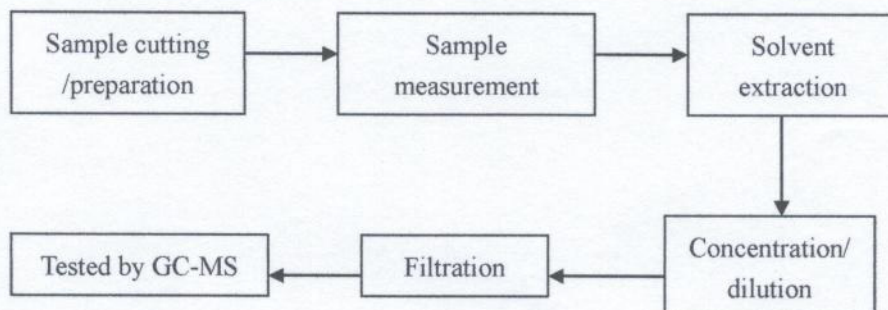 Sample cutting
/preparation
Sample
measurement
Solvent
extraction
Concentration/
dilution
Filtration
Tested by GC-MS